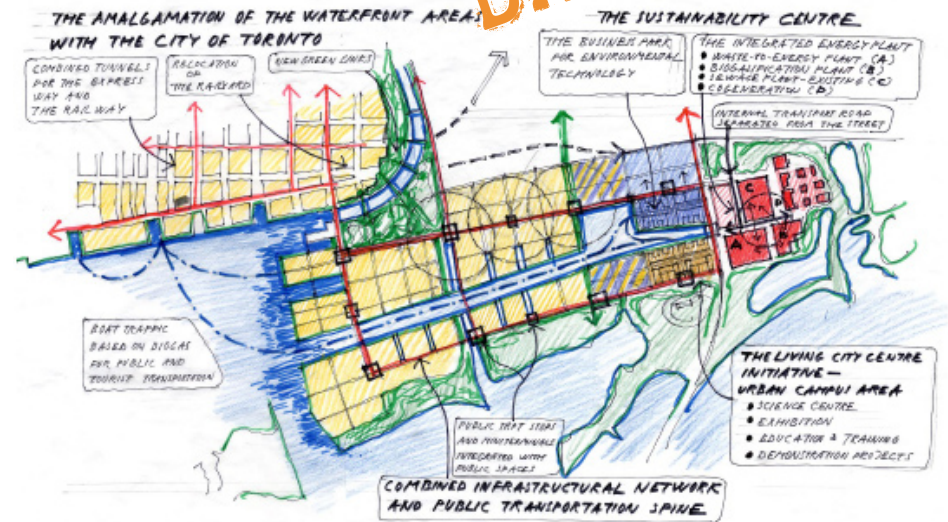 THE AMALGAMATION OF THE WATERFRONT AREAS
WITH THE CITY OF TORONTO
THE SUSTAINABILITY CENTRE
COMBINED TUNNELS
FOR THE EXPRESS
WAY AND
THE RAILWAY
RELOCATION
OF
THE RAILYARD
NEW GREEN LINKS
THE BUSINESS PARK
FOR ENVIRONMENTAL
TECHNOLOGY
THE INTEGRATED ENERGY PLANT
• WASTE-TO-ENERGY PLANT (A)
• BIOGASIFICATION PLANT (B)
• SEWAGE PLANT-EXISTING (C)
• COGENERATION (D)
INTERNAL TRANSPORT ROAD
SEPARATED FROM THE STREET
C
A
BOAT TRAFFIC
BASED ON BIOGAS
FOR PUBLIC AND
TOURIST TRANSPORTATION
THE LIVING CITY CENTRE
INITIATIVE—
URBAN CAMPUS AREA
• SCIENCE CENTRE
• EXHIBITION
• EDUCATION & TRAINING
• DEMONSTRATION PROJECTS
PUBLIC STOPS
AND MINITERMINALS
INTEGRATED WITH
PUBLIC SPACES
COMBINED INFRASTRUCTURAL NETWORK
AND PUBLIC TRANSPORTATION SPINE